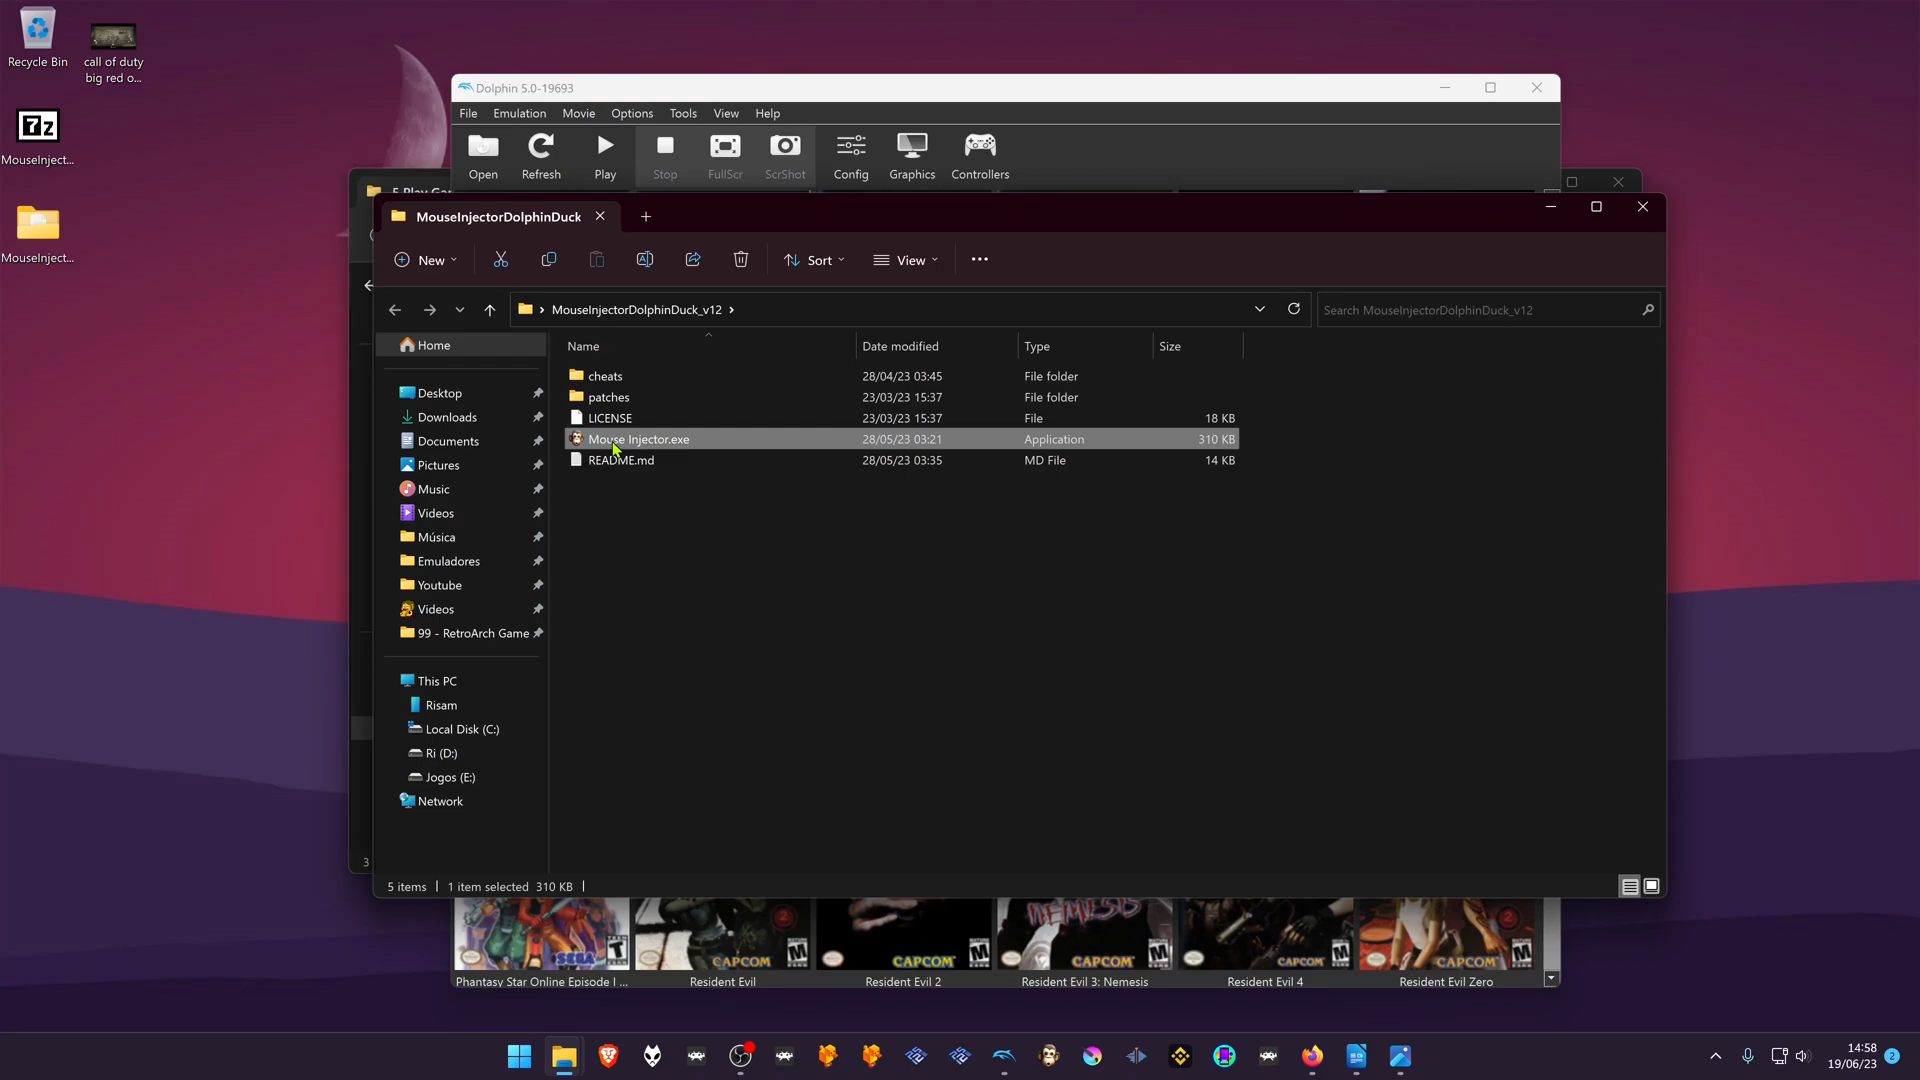 Recycle Bin
call of duty
big red o...
MouseInject...
MouseInject...
Dolphin 5.0-19693
File Emulation Movie Options Tools View Help
Open Refresh Play Stop FullScr ScrShot Config Graphics Controllers
MouseInjectorDolphinDuck
New Sort View
MouseInjectorDolphinDuck_v12
Search MouseInjectorDolphinDuck_v12
Home
Desktop
Downloads
Documents
Pictures
Music
Videos
Música
Emuladores
Youtube
Videos
99 - RetroArch Game
This PC
Risam
Local Disk (C:)
Ri (D:)
Jogos (E:)
Network
Name Date modified Type Size
cheats 28/04/23 03:45 File folder
patches 23/03/23 15:37 File folder
LICENSE 23/03/23 15:37 File 18 KB
Mouse Injector.exe 28/05/23 03:21 Application 310 KB
README.md 28/05/23 03:35 MD File 14 KB
5 items 1 item selected 310 KB
3
SEGA CAPCOM CAPCOM NEMESIS CAPCOM CAPCOM CAPCOM
Phantasy Star Online Episode I ... Resident Evil Resident Evil 2 Resident Evil 3: Nemesis Resident Evil 4 Resident Evil Zero
14:58
19/06/23
2